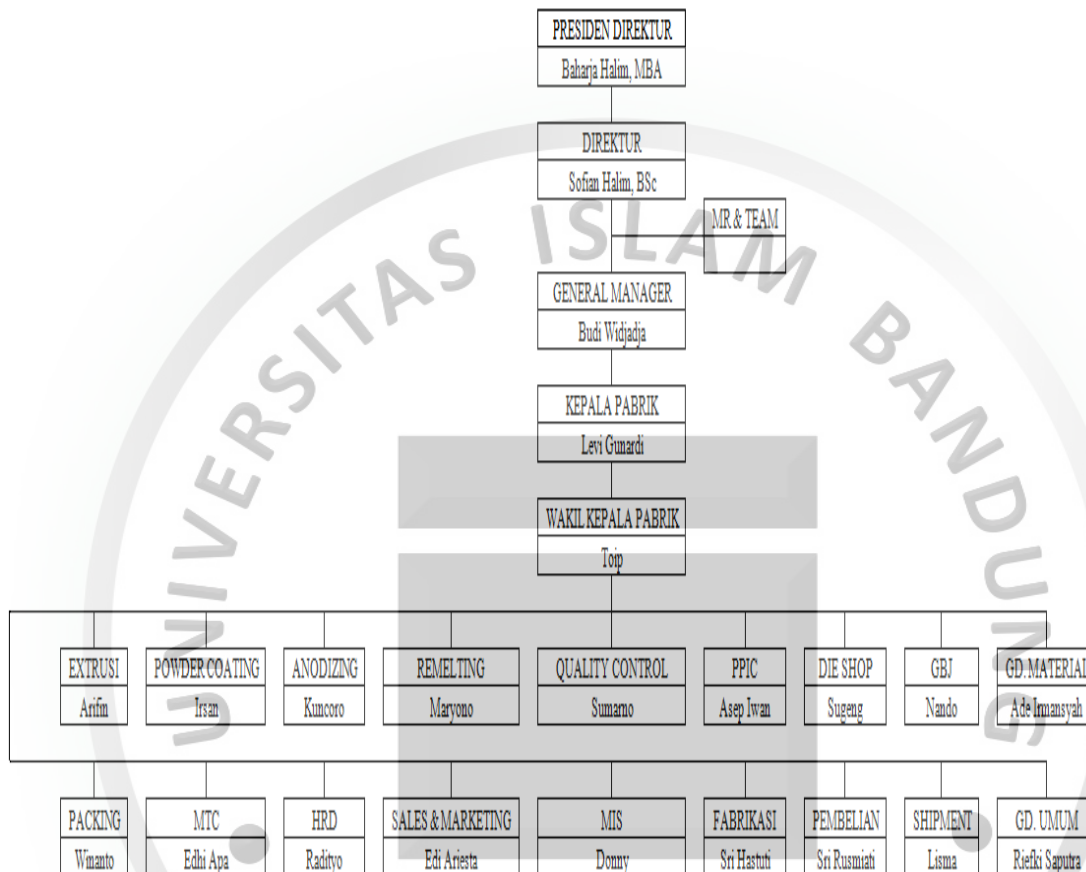 PRESIDEN DIREKTUR
Baharja Halim, MBA
DIREKTUR
Sofian Halim, BSc
MR & TEAM
GENERAL MANAGER
Budi Widjadja
KEPALA PABRIK
Levi Gunardi
WAKIL KEPALA PABRIK
Toip
EXTRUSI POWDER COATING ANODIZING REMELTING QUALITY CONTROL PPIC DIE SHOP GBJ GD. MATERIAL
Arifin Irsan Kuncoro Maryono Sumarno Asep Iwan Sugeng Nando Ade Irmansyah
PACKING MTC HRD SALES & MARKETING MIS FABRIKASI PEMBELIAN SHIPMENT GD. UMUM
Winanto Edhi Apa Radityo Edi Ariesta Donny Sri Hastuti Sri Rusmiati Lisma Riefki Saputra
UNIVERSITAS ISLAM BANDUNG